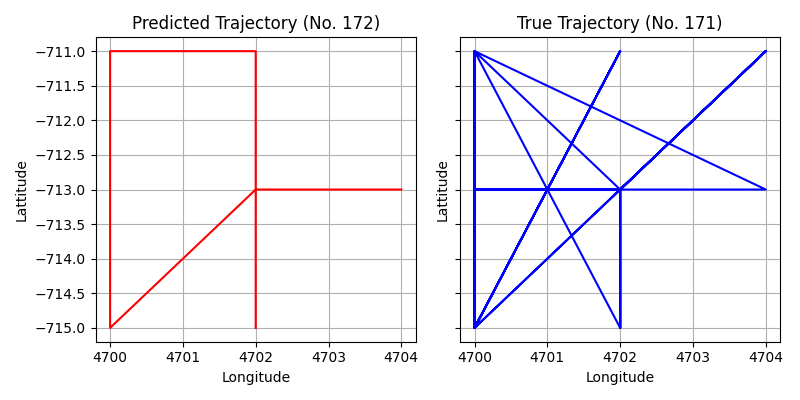 Predicted Trajectory (No. 172)
True Trajectory (No. 171)
Lattitude
−711.0
−711.5
−712.0
−712.5
−713.0
−713.5
−714.0
−714.5
−715.0
4700 4701 4702 4703 4704
Longitude
Lattitude
4700 4701 4702 4703 4704
Longitude